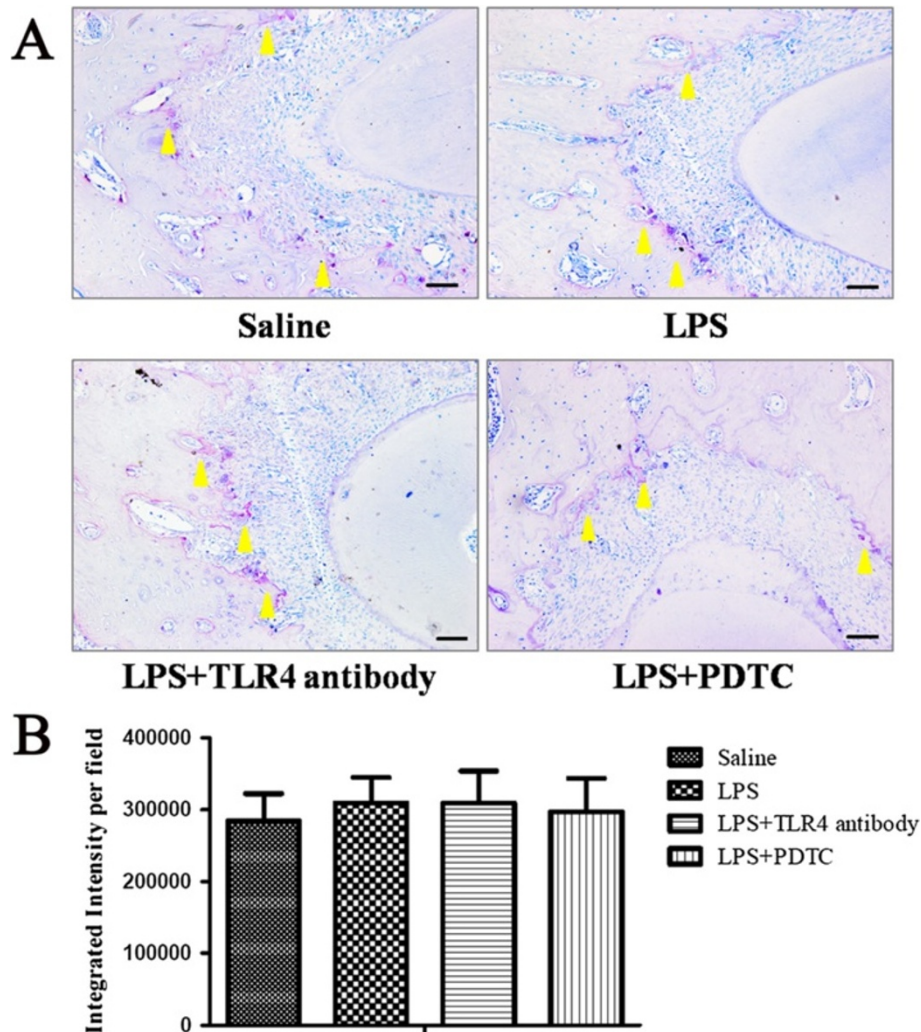 A
Saline
LPS
LPS+TLR4 antibody
LPS+PDTC
B
Integrated Intensity per field
400000
300000
200000
100000
0
Saline
LPS
LPS+TLR4 antibody
LPS+PDTC